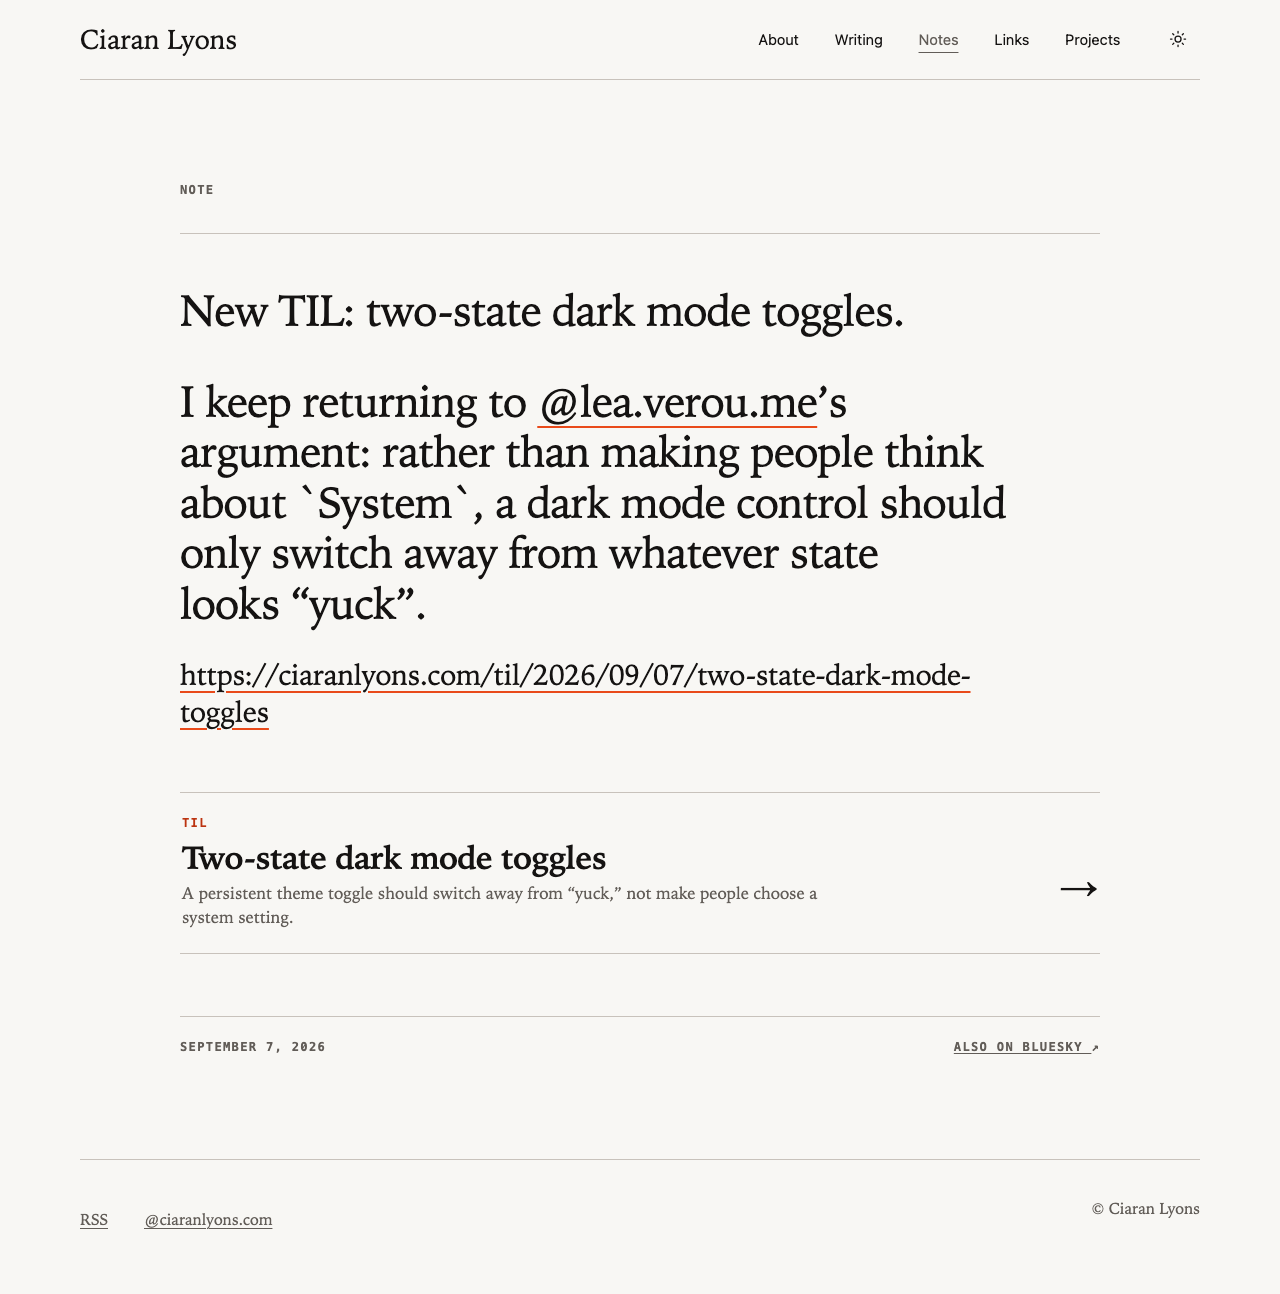 Ciaran Lyons
About Writing Notes Links Projects
NOTE
New TIL: two-state dark mode toggles.
I keep returning to @lea.verou.me’s
argument: rather than making people think
about `System`, a dark mode control should
only switch away from whatever state
looks “yuck”.
https://ciaranlyons.com/til/2026/09/07/two-state-dark-mode-
toggles
TIL
Two-state dark mode toggles
A persistent theme toggle should switch away from “yuck,” not make people choose a
system setting.
→
SEPTEMBER 7, 2026
ALSO ON BLUESKY ↗
RSS @ciaranlyons.com
© Ciaran Lyons